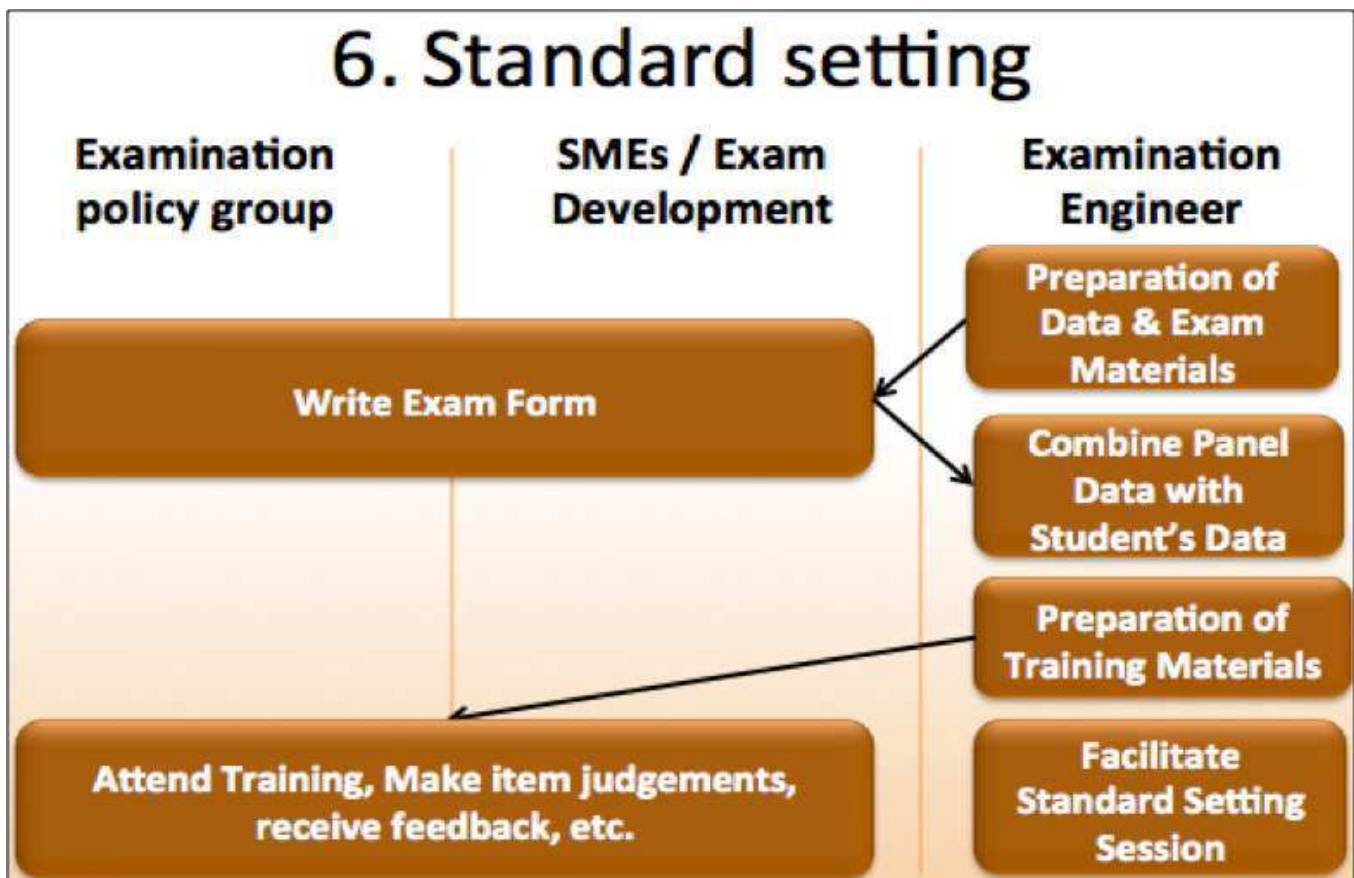 6. Standard setting
Examination
policy group
SMEs / Exam
Development
Examination
Engineer
Preparation of
Data & Exam
Materials
Write Exam Form
Combine Panel
Data with
Student's Data
Preparation of
Training Materials
Attend Training, Make item judgements,
receive feedback, etc.
Facilitate
Standard Setting
Session